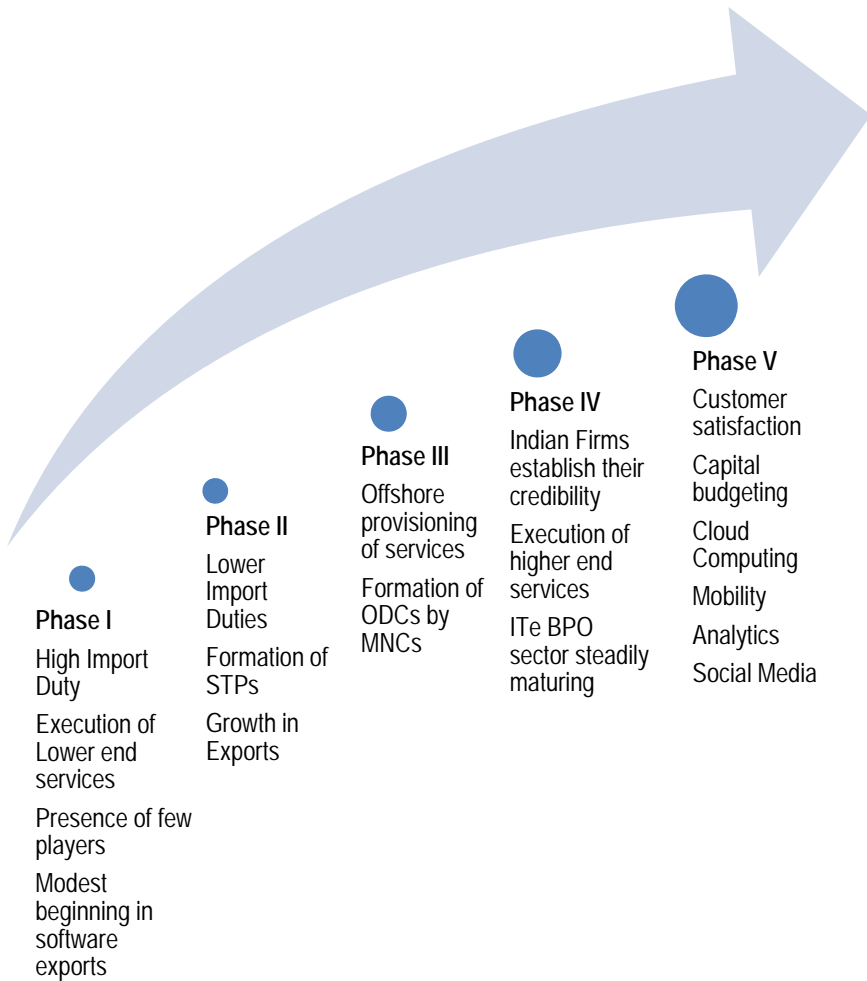 Phase I
High Import
Duty
Execution of
Lower end
services
Presence of few
players
Modest
beginning in
software
exports
Phase II
Lower
Import
Duties
Formation of
STPs
Growth in
Exports
Phase III
Offshore
provisioning
of services
Formation of
ODCs by
MNCs
Phase IV
Indian Firms
establish their
credibility
Execution of
higher end
services
ITe BPO
sector steadily
maturing
Phase V
Customer
satisfaction
Capital
budgeting
Cloud
Computing
Mobility
Analytics
Social Media